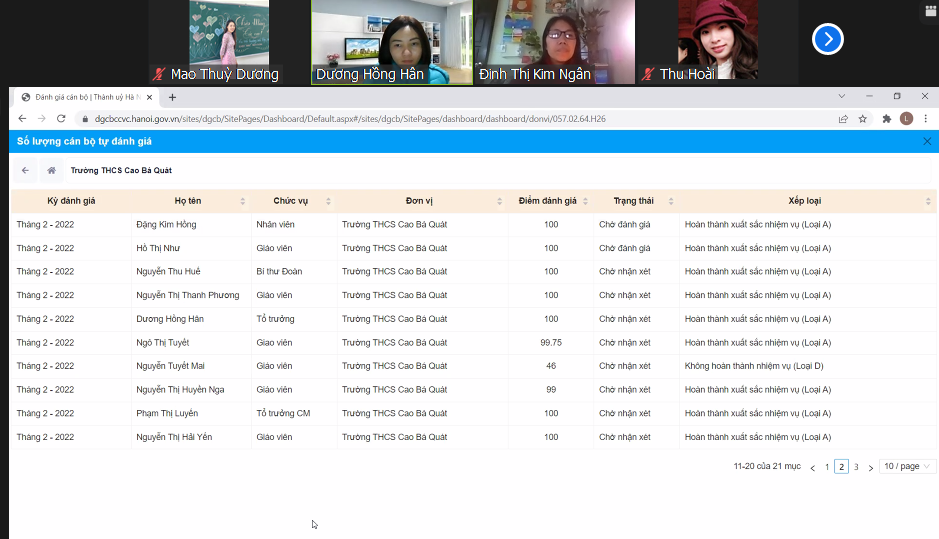 Mao Thuỳ Dương
Dương Hồng Hân
Đinh Thị Kim Ngân
Thu Hoài
Đánh giá cán bộ | Thành uỷ Hà N
dgcbccvc.hanoi.gov.vn/sites/dgcb/SitePages/Dashboard/Default.aspx#/sites/dgcb/SitePages/dashboard/dashboard/donvi/057.02.64.H26
L
Số lượng cán bộ tự đánh giá
Trường THCS Cao Bá Quát
Kỳ đánh giá Họ tên Chức vụ Đơn vị Điểm đánh giá Trạng thái Xếp loại
Tháng 2 - 2022 Đặng Kim Hồng Nhân viên Trường THCS Cao Bá Quát 100 Chờ đánh giá Hoàn thành xuất sắc nhiệm vụ (Loại A)
Tháng 2 - 2022 Hồ Thị Như Giáo viên Trường THCS Cao Bá Quát 100 Chờ đánh giá Hoàn thành xuất sắc nhiệm vụ (Loại A)
Tháng 2 - 2022 Nguyễn Thu Huế Bí thư Đoàn Trường THCS Cao Bá Quát 100 Chờ nhận xét Hoàn thành xuất sắc nhiệm vụ (Loại A)
Tháng 2 - 2022 Nguyễn Thị Thanh Phương Giáo viên Trường THCS Cao Bá Quát 100 Chờ nhận xét Hoàn thành xuất sắc nhiệm vụ (Loại A)
Tháng 2 - 2022 Dương Hồng Hân Tổ trưởng Trường THCS Cao Bá Quát 100 Chờ nhận xét Hoàn thành xuất sắc nhiệm vụ (Loại A)
Tháng 2 - 2022 Ngô Thị Tuyết Giao viên Trường THCS Cao Bá Quát 99.75 Chờ nhận xét Hoàn thành xuất sắc nhiệm vụ (Loại A)
Tháng 2 - 2022 Nguyễn Tuyết Mai Giáo viên Trường THCS Cao Bá Quát 46 Chờ nhận xét Không hoàn thành nhiệm vụ (Loại D)
Tháng 2 - 2022 Nguyễn Thị Huyền Nga Giáo viên Trường THCS Cao Bá Quát 99 Chờ nhận xét Hoàn thành xuất sắc nhiệm vụ (Loại A)
Tháng 2 - 2022 Phạm Thị Luyến Tổ trưởng CM Trường THCS Cao Bá Quát 100 Chờ nhận xét Hoàn thành xuất sắc nhiệm vụ (Loại A)
Tháng 2 - 2022 Nguyễn Thị Hải Yến Giáo viên Trường THCS Cao Bá Quát 100 Chờ nhận xét Hoàn thành xuất sắc nhiệm vụ (Loại A)
11-20 của 21 mục 1 2 3 10 / page